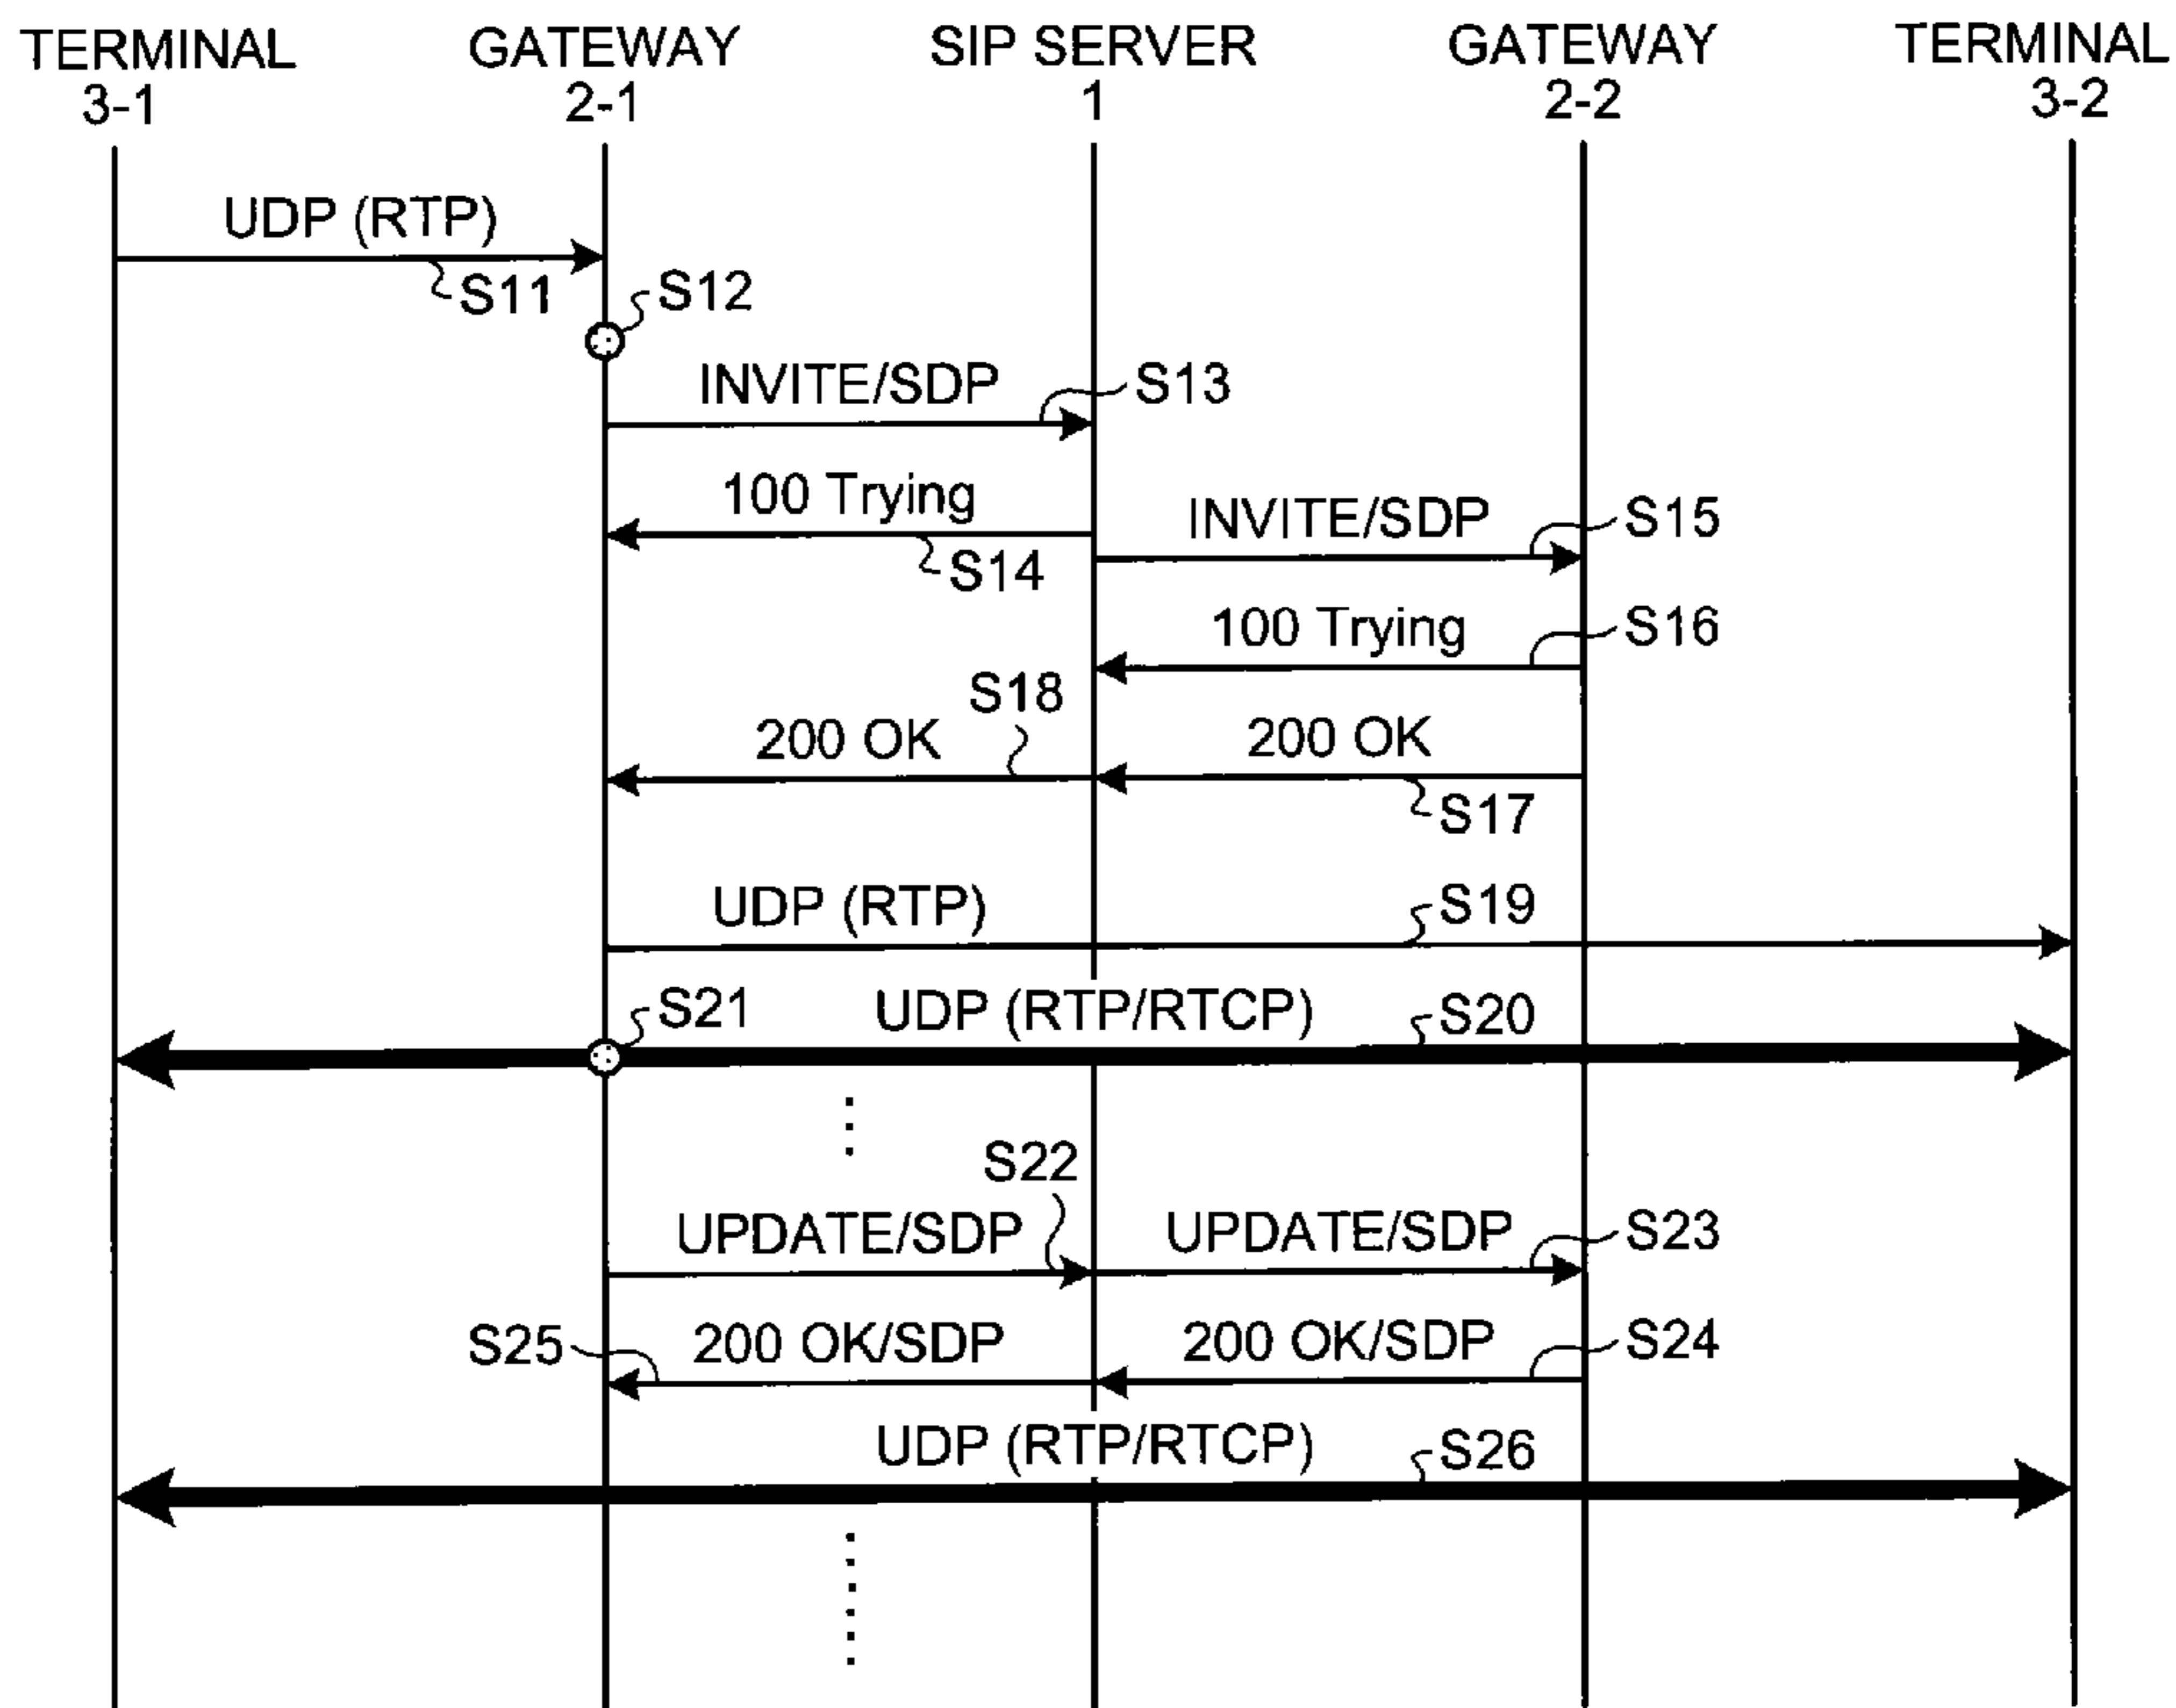 TERMINAL
3-1
GATEWAY
2-1
SIP SERVER
1
GATEWAY
2-2
TERMINAL
3-2
UDP (RTP)
S11
S12
INVITE/SDP
S13
100 Trying
S14
INVITE/SDP
S15
100 Trying
S16
S18
200 OK
200 OK
S17
UDP (RTP)
S19
S21
UDP (RTP/RTCP)
S20
S22
UPDATE/SDP
UPDATE/SDP
S23
S25
200 OK/SDP
200 OK/SDP
S24
UDP (RTP/RTCP)
S26